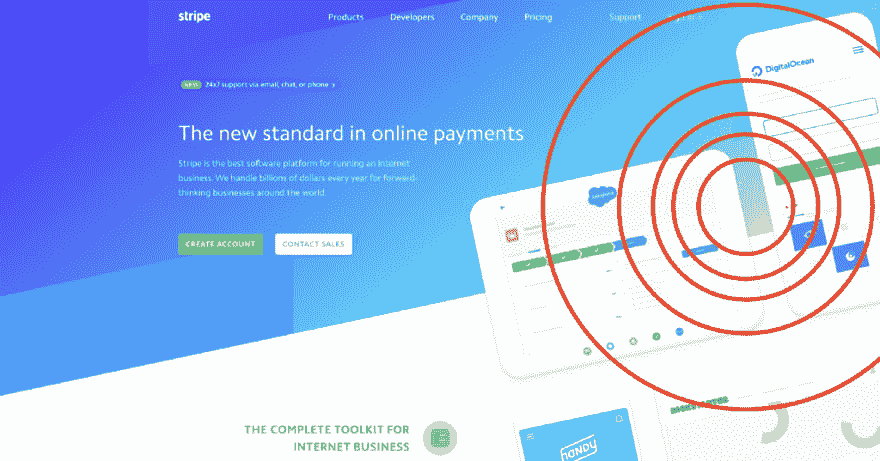 stripe
Products Developers Company Pricing Support
NEW 24x7 support via email, chat, or phone ›
DigitalOcean
The new standard in online payments
Stripe is the best software platform for running an internet
business. We handle billions of dollars every year for forward-
thinking businesses around the world.
CREATE ACCOUNT CONTACT SALES
THE COMPLETE TOOLKIT FOR
INTERNET BUSINESS
HANDY